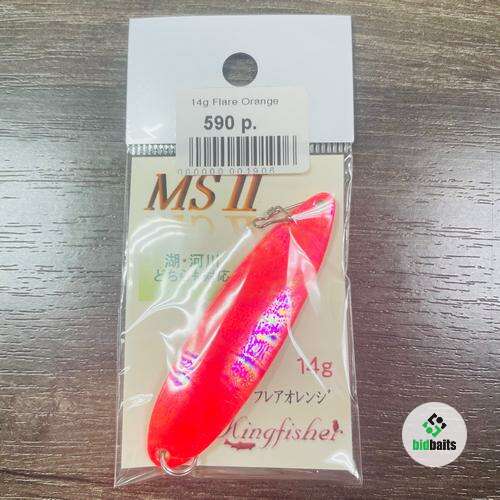 14g Flare Orange
590 р.
MS II
湖・河川
14g
フレアオレンジ
Kingfisher
bidbaits